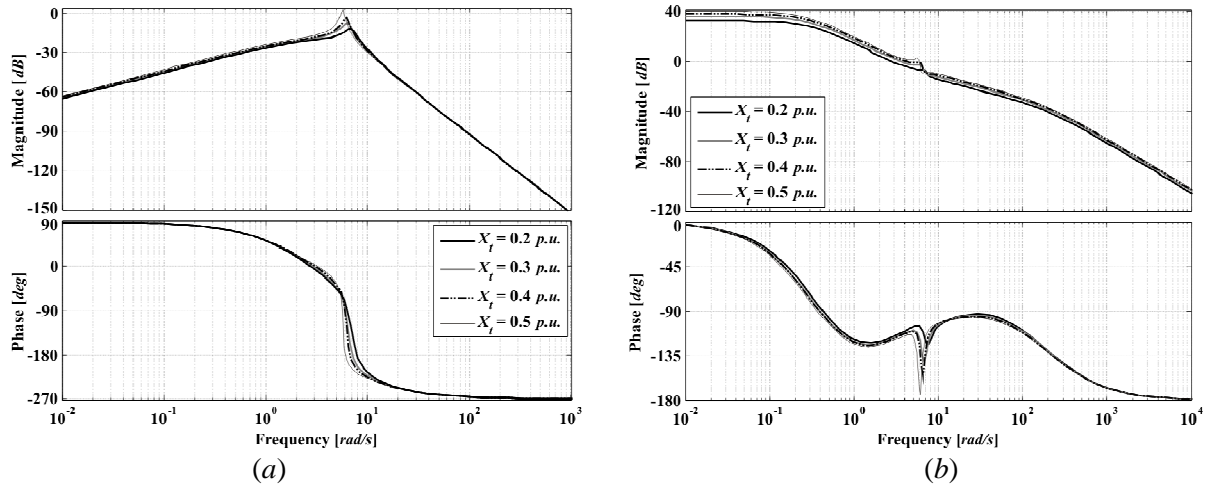 Magnitude [ dB]
0
-30
-60
-90
-120
-150
Phase [deg]
90
0
-90
-180
-270
X_t = 0.2 p.u.
X_t = 0.3 p.u.
X_t = 0.4 p.u.
X_t = 0.5 p.u.
10^-2
10^-1
10^0
10^1
10^2
10^3
Frequency [rad/s]
(a)
Magnitude [ dB]
40
0
-40
-80
-120
X_t = 0.2 p.u.
X_t = 0.3 p.u.
X_t = 0.4 p.u.
X_t = 0.5 p.u.
Phase [deg]
0
-45
-90
-135
-180
10^-2
10^-1
10^0
10^1
10^2
10^3
10^4
Frequency [rad/s]
(b)